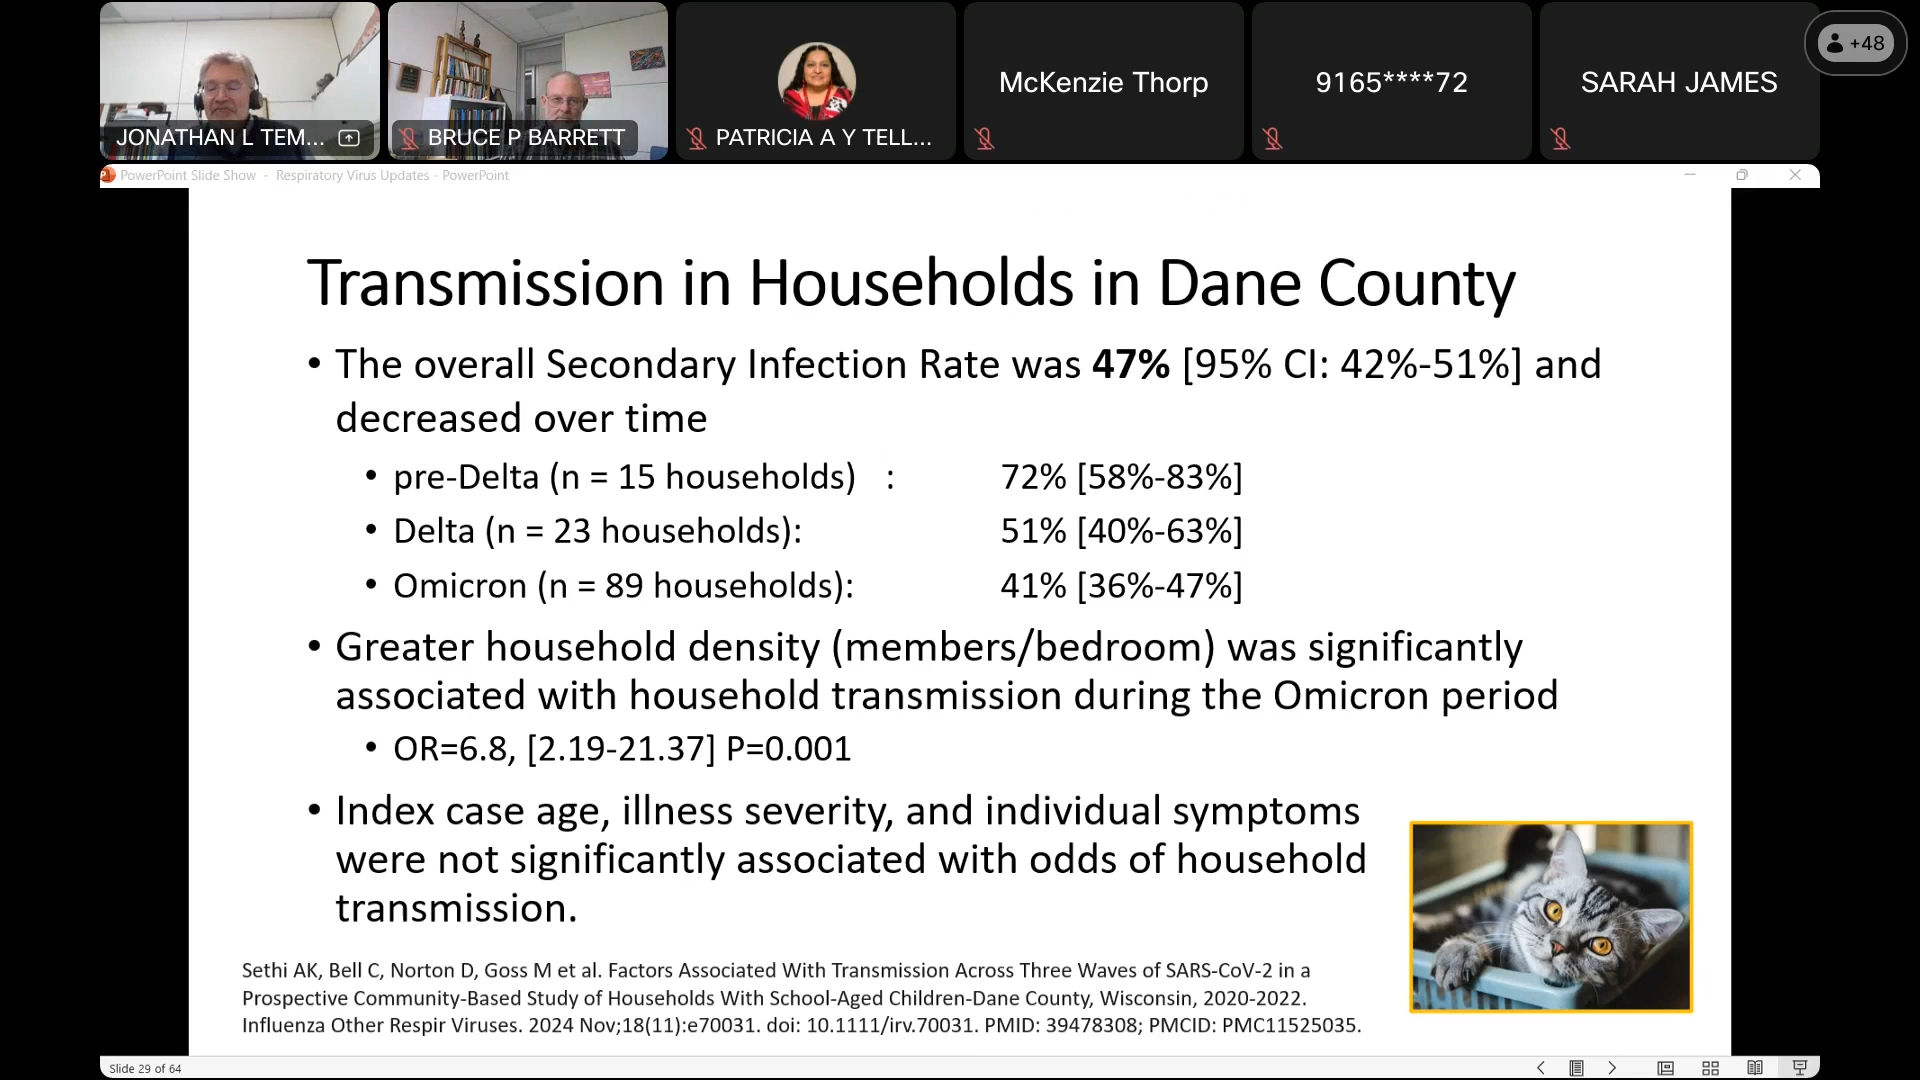 JONATHAN L TEM...
BRUCE P BARRETT
PATRICIA A Y TELL...
McKenzie Thorp
9165****72
SARAH JAMES
+48
PowerPoint Slide Show - Respiratory Virus Updates - PowerPoint
Transmission in Households in Dane County
• The overall Secondary Infection Rate was 47% [95% CI: 42%-51%] and
decreased over time
• pre-Delta (n = 15 households) : 72% [58%-83%]
• Delta (n = 23 households): 51% [40%-63%]
• Omicron (n = 89 households): 41% [36%-47%]
• Greater household density (members/bedroom) was significantly
associated with household transmission during the Omicron period
• OR=6.8, [2.19-21.37] P=0.001
• Index case age, illness severity, and individual symptoms
were not significantly associated with odds of household
transmission.
Sethi AK, Bell C, Norton D, Goss M et al. Factors Associated With Transmission Across Three Waves of SARS-CoV-2 in a
Prospective Community-Based Study of Households With School-Aged Children-Dane County, Wisconsin, 2020-2022.
Influenza Other Respir Viruses. 2024 Nov;18(11):e70031. doi: 10.1111/irv.70031. PMID: 39478308; PMCID: PMC11525035.
Slide 29 of 64